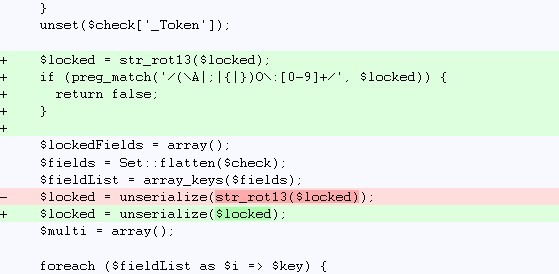 }
unset($check['_Token']);
+ $locked = str_rot13($locked);
+ if (preg_match('/(\A|;|{|})O\:[0-9]+/', $locked)) {
+ return false;
+ }
+
$lockedFields = array();
$fields = Set::flatten($check);
$fieldList = array_keys($fields);
- $locked = unserialize(str_rot13($locked));
+ $locked = unserialize($locked);
$multi = array();
foreach ($fieldList as $i => $key) {